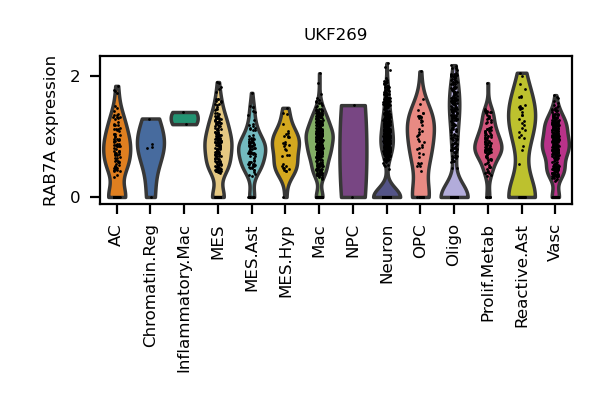 UKF269
RAB7A expression
2
0
AC
Chromatin.Reg
Inflammatory.Mac
MES
MES.Ast
MES.Hyp
Mac
NPC
Neuron
OPC
Oligo
Prolif.Metab
Reactive.Ast
Vasc